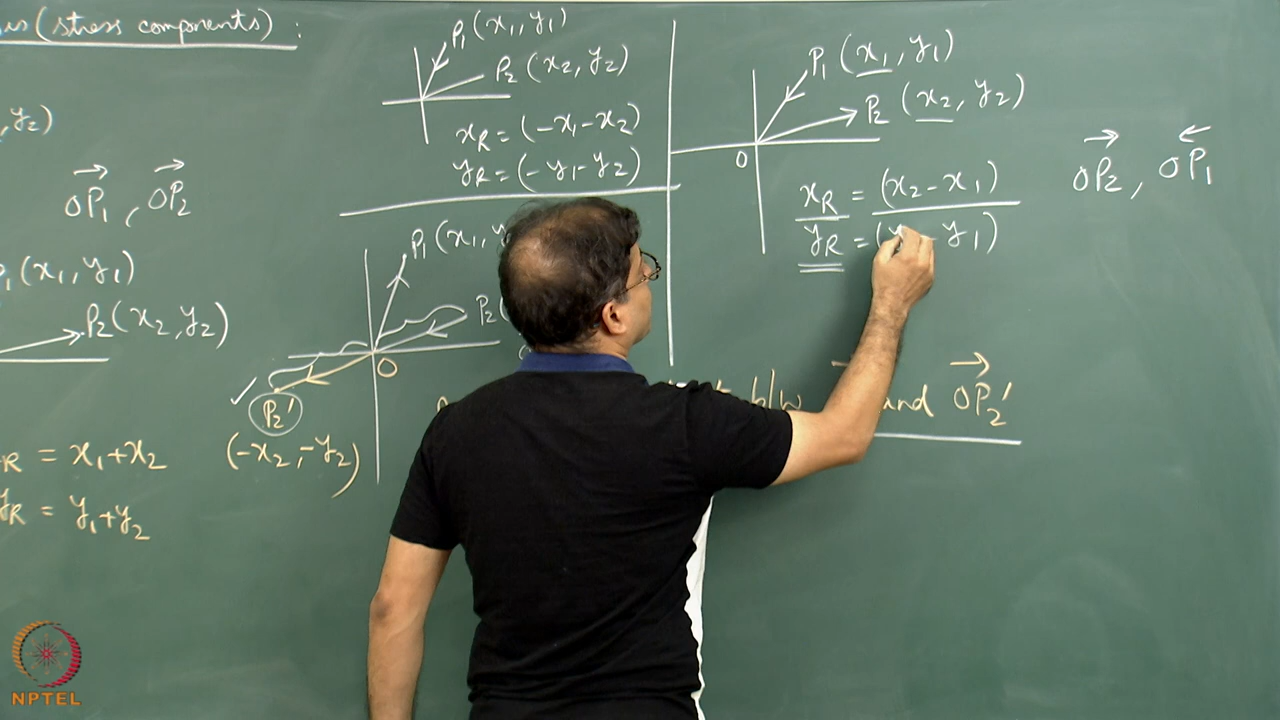 (stress components) :
,y₂)
→ →
OP₁ , OP₂
(x₁, y₁)
P₂ (x₂, y₂)
R = x₁+x₂
yR = y₁+y₂
P₁ (x₁, y₁)
P₂ (x₂, y₂)
xR = (-x₁-x₂)
yR = (-y₁-y₂)
P₁ (x₁,
P₂(
O
P₂'
(-x₂, -y₂)
P₁ (x₁, y₁)
P₂ (x₂, y₂)
O
xR = (x₂-x₁)
yR = ( - y₁)
→ ←
OP₂ , OP₁
b/w and
→
OP₂'
NPTEL